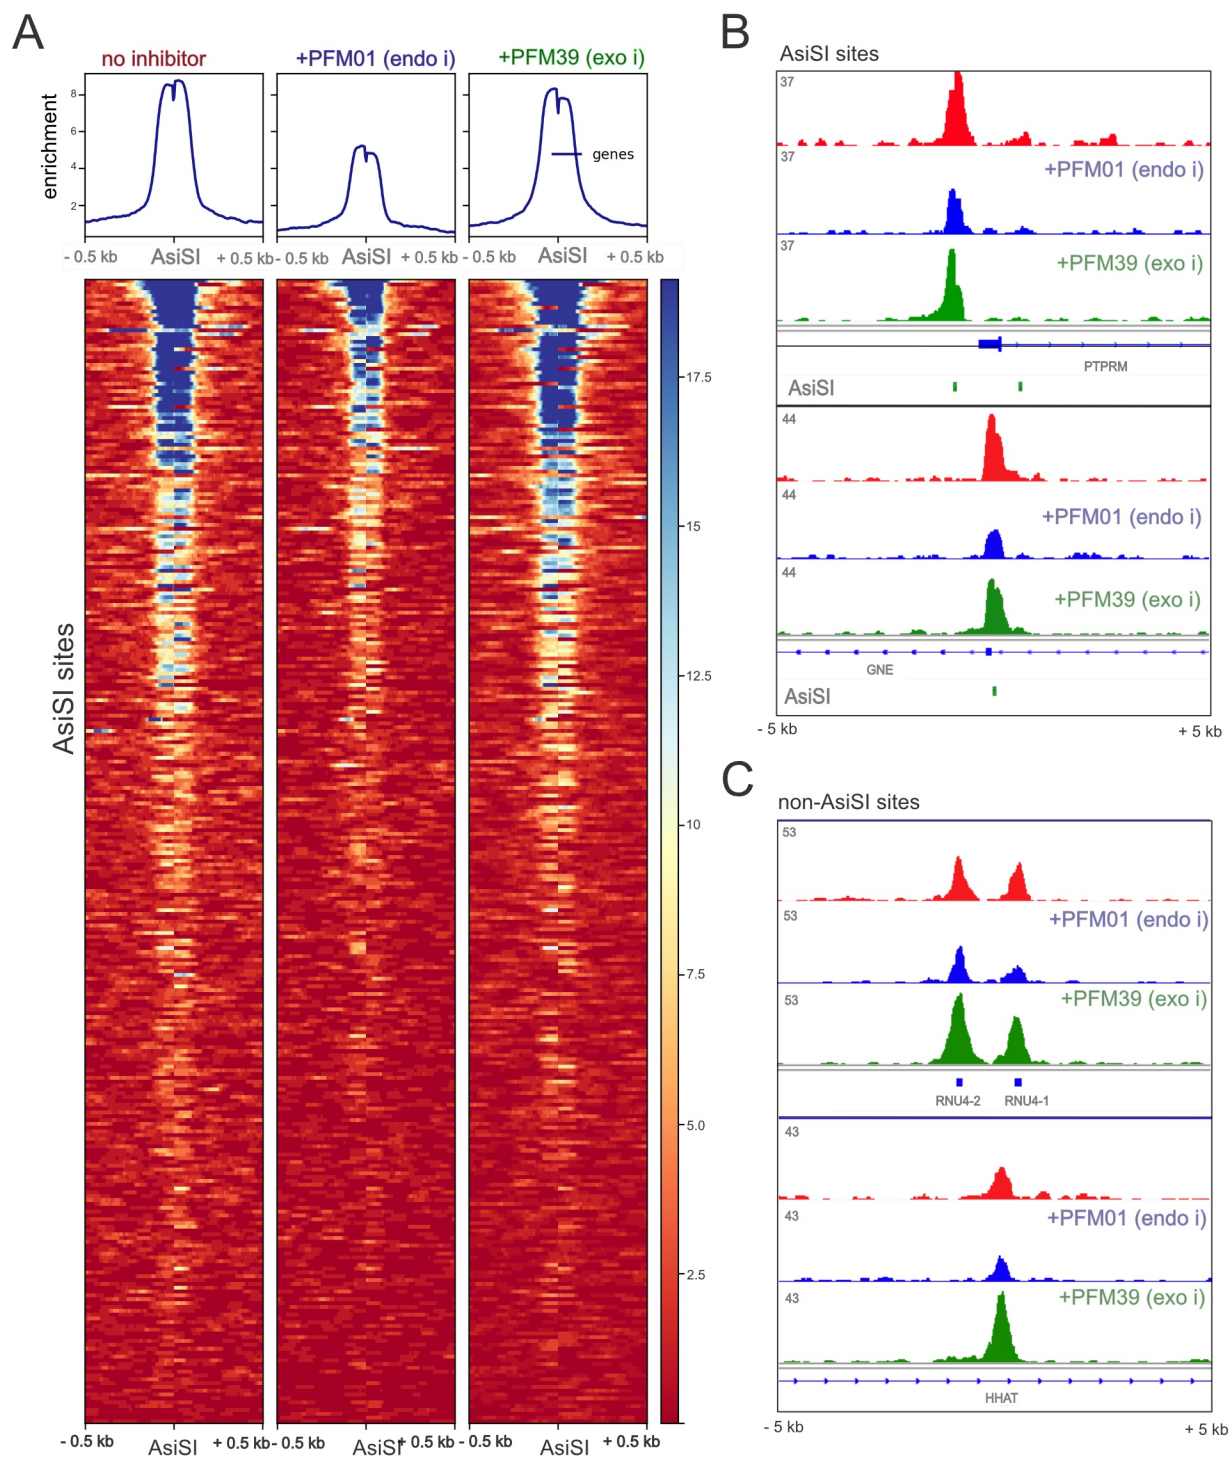 A
no inhibitor
+PFM01 (endo i)
+PFM39 (exo i)
enrichment
8
6
4
2
genes
- 0.5 kb AsiSI + 0.5 kb - 0.5 kb AsiSI + 0.5 kb - 0.5 kb AsiSI + 0.5 kb
AsiSI sites
17.5
15
12.5
10
7.5
5.0
2.5
- 0.5 kb AsiSI + 0.5 kb - 0.5 kb AsiSI + 0.5 kb - 0.5 kb AsiSI + 0.5 kb
B
AsiSI sites
37
37
+PFM01 (endo i)
37
+PFM39 (exo i)
PTPRM
AsiSI
44
44
+PFM01 (endo i)
44
+PFM39 (exo i)
GNE
AsiSI
- 5 kb + 5 kb
C
non-AsiSI sites
53
53
+PFM01 (endo i)
53
+PFM39 (exo i)
RNU4-2 RNU4-1
43
43
+PFM01 (endo i)
43
+PFM39 (exo i)
HHAT
- 5 kb + 5 kb